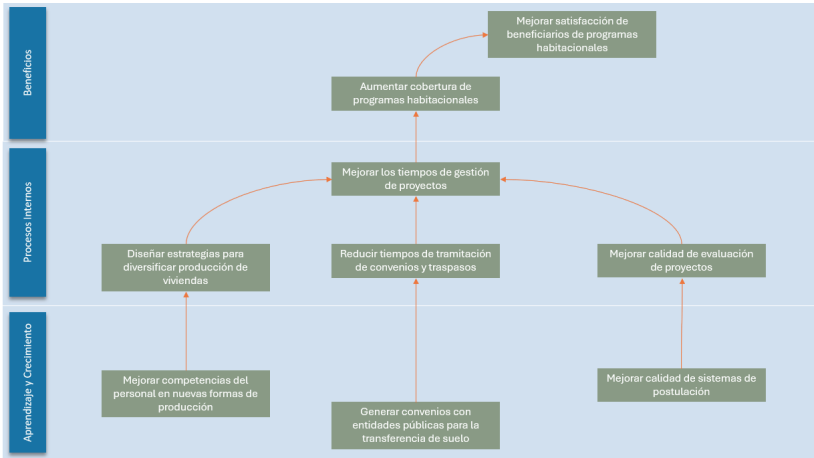 Beneficios
Mejorar satisfacción de
beneficiarios de programas
habitacionales
Aumentar cobertura de
programas habitacionales
Procesos Internos
Mejorar los tiempos de gestión
de proyectos
Diseñar estrategias para
diversificar producción de
viviendas
Reducir tiempos de tramitación
de convenios y traspasos
Mejorar calidad de evaluación
de proyectos
Aprendizaje y Crecimiento
Mejorar competencias del
personal en nuevas formas de
producción
Generar convenios con
entidades públicas para la
transferencia de suelo
Mejorar calidad de sistemas de
postulación